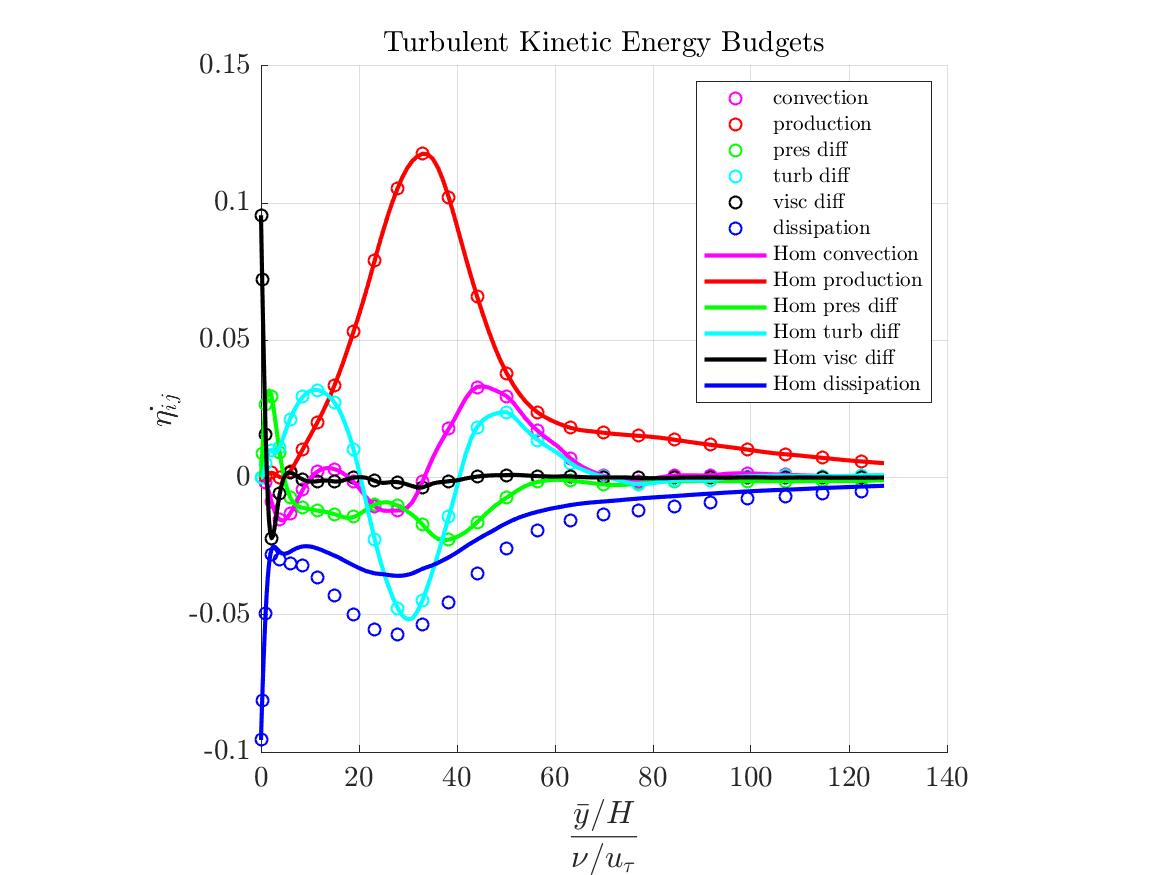 Turbulent Kinetic Energy Budgets
0.15
0.1
0.05
0
-0.05
-0.1
η̇ij
convection
production
pres diff
turb diff
visc diff
dissipation
Hom convection
Hom production
Hom pres diff
Hom turb diff
Hom visc diff
Hom dissipation
0 20 40 60 80 100 120 140
ȳ/H
ν/uτ